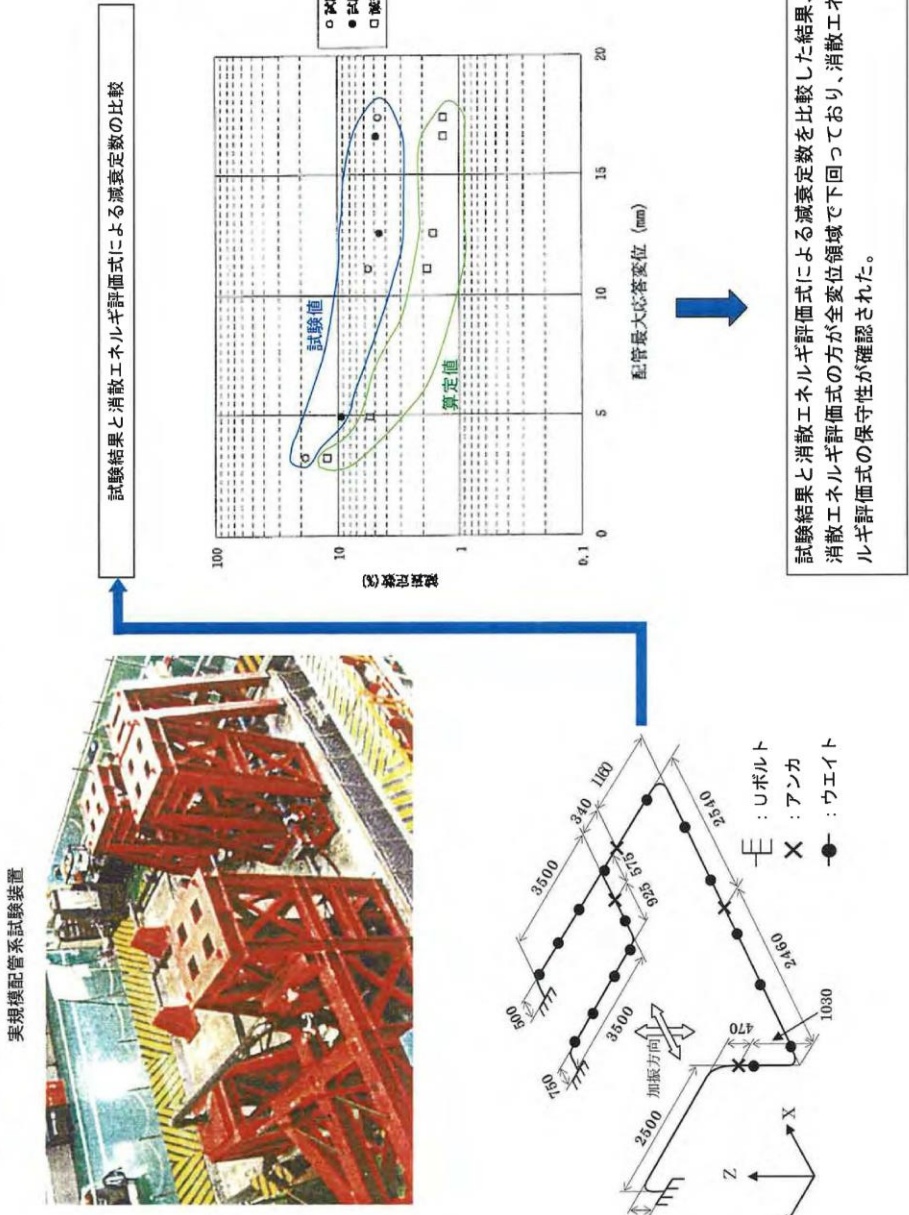 実規模配管系試験装置
試験結果と消散エネルギ評価式による減衰定数の比較
試験値
算定値
減衰定数(%)
100
10
1
0.1
0
5
10
15
20
配管最大応答変位 (mm)
試験結果と消散エネルギ評価式による減衰定数を比較した結果、
消散エネルギ評価式の方が全変位領域で下回っており、消散エネ
ルギ評価式の保守性が確認された。
600
3500
340
1160
925
575
750
3500
加振方向
2540
2460
470
1030
2500
Z
X
:Uボルト
:アンカ
:ウエイト